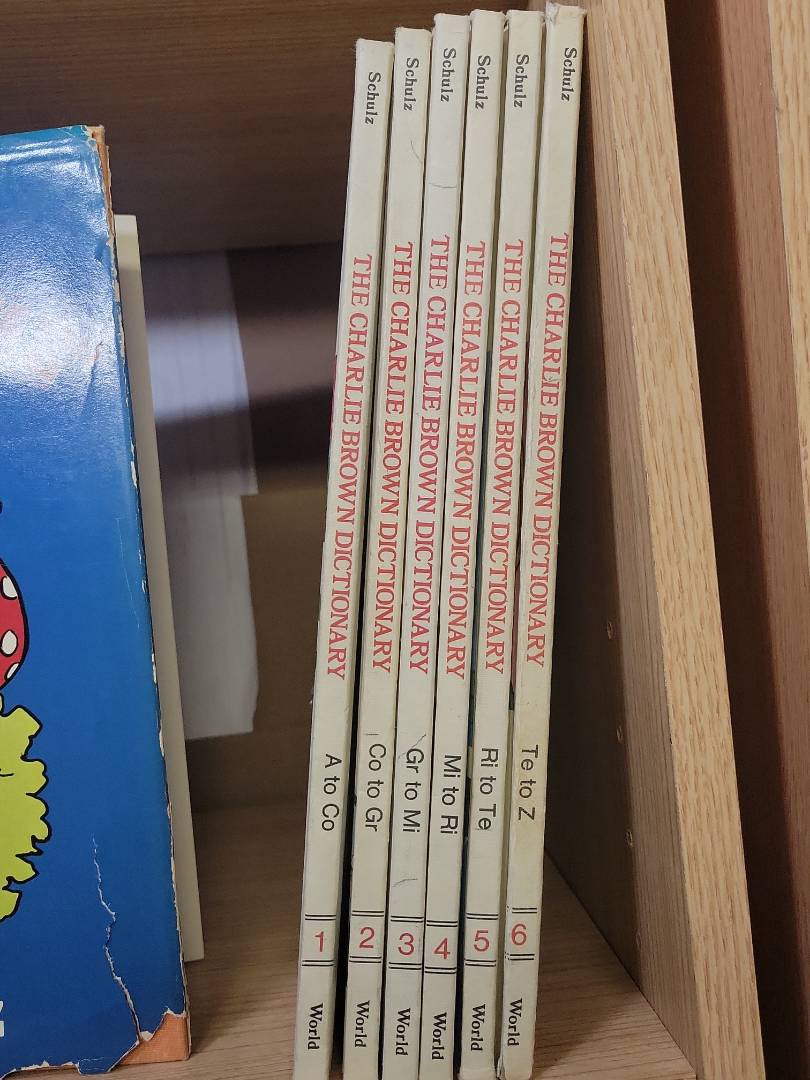 Schulz THE CHARLIE BROWN DICTIONARY A to Co 1 World
Schulz THE CHARLIE BROWN DICTIONARY Co to Gr 2 World
Schulz THE CHARLIE BROWN DICTIONARY Gr to Mi 3 World
Schulz THE CHARLIE BROWN DICTIONARY Mi to Ri 4 World
Schulz THE CHARLIE BROWN DICTIONARY Ri to Te 5 World
Schulz THE CHARLIE BROWN DICTIONARY Te to Z 6 World